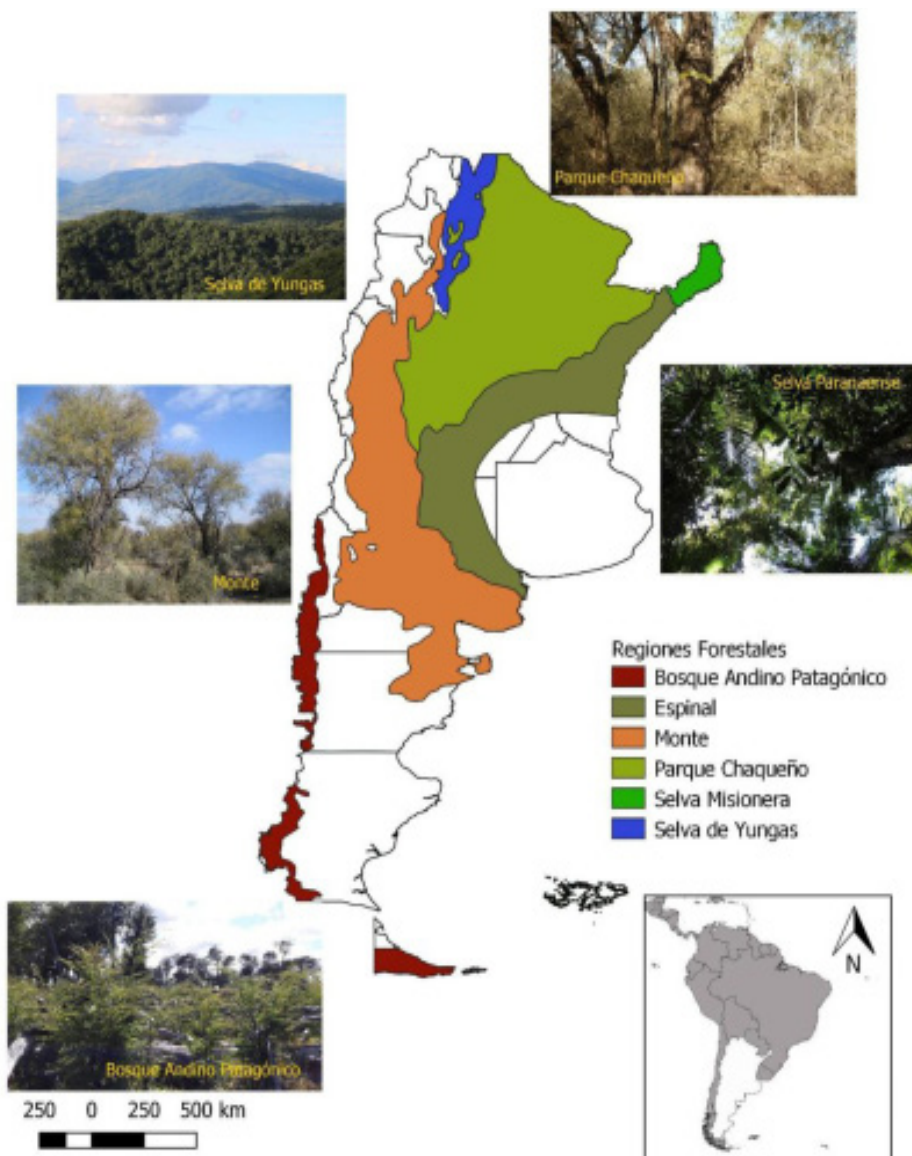 Parque Chaqueño
Selva de Yungas
Selva Paranaense
Monte
Regiones Forestales
Bosque Andino Patagónico
Espinal
Monte
Parque Chaqueño
Selva Misionera
Selva de Yungas
Bosque Andino Patagónico
N
250 0 250 500 km